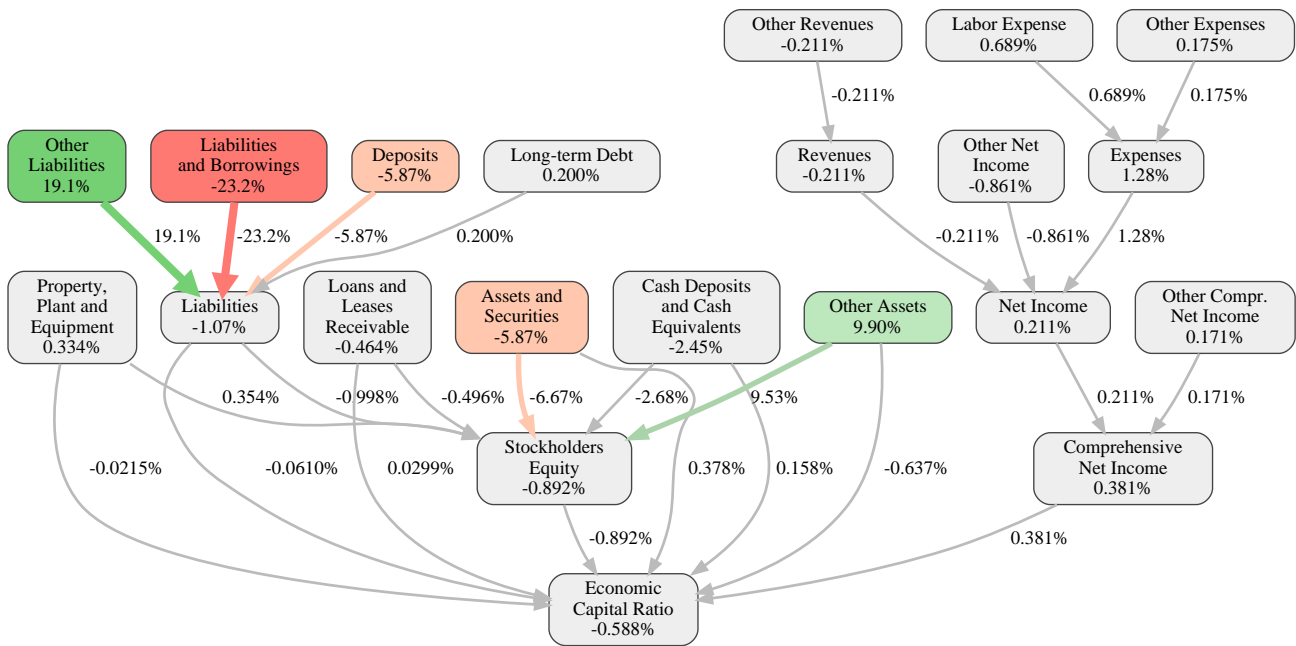 Other Revenues
-0.211%
Labor Expense
0.689%
Other Expenses
0.175%
-0.211%
0.689%
0.175%
Other
Liabilities
19.1%
Liabilities
and Borrowings
-23.2%
Deposits
-5.87%
Long-term Debt
0.200%
Revenues
-0.211%
Other Net
Income
-0.861%
Expenses
1.28%
19.1%
-23.2%
-5.87%
0.200%
-0.211%
-0.861%
1.28%
Property,
Plant and
Equipment
0.334%
Liabilities
-1.07%
Loans and
Leases
Receivable
-0.464%
Assets and
Securities
-5.87%
Cash Deposits
and Cash
Equivalents
-2.45%
Other Assets
9.90%
Net Income
0.211%
Other Compr.
Net Income
0.171%
0.354%
-0.998%
-0.496%
-6.67%
-2.68%
9.53%
0.211%
0.171%
-0.0215%
-0.0610%
0.0299%
Stockholders
Equity
-0.892%
0.378%
0.158%
-0.637%
Comprehensive
Net Income
0.381%
-0.892%
0.381%
Economic
Capital Ratio
-0.588%